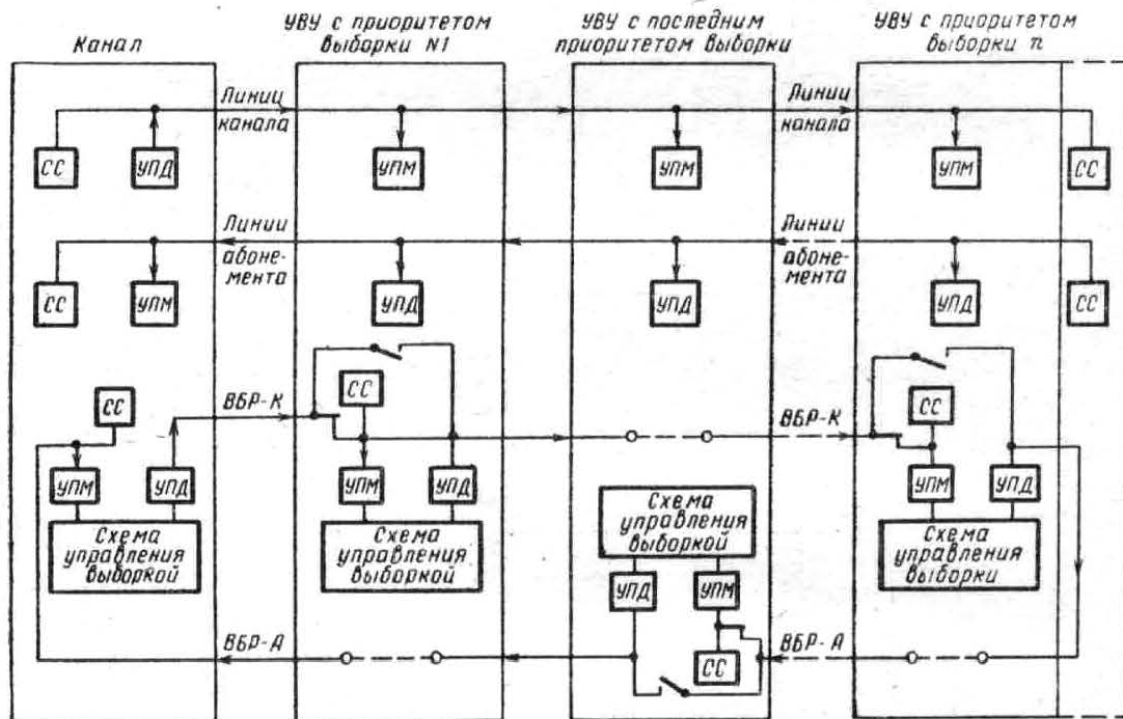 Канал
УВУ с приоритетом
выборки N1
УВУ с последним
приоритетом выборки
УВУ с приоритетом
выборки n
Линии
канала
Линии
канала
СС
УПД
УПМ
УПМ
УПМ
СС
Линии
абоне-
мента
Линии
абоне-
мента
СС
УПМ
УПД
УПД
УПД
СС
СС
ВБР-К
СС
ВБР-К
СС
УПМ
УПД
УПМ
УПД
УПМ
УПД
Схема
управления
выборкой
Схема
управления
выборкой
Схема
управления
выборкой
Схема
управления
выборки
УПД
УПМ
ВБР-А
СС
ВБР-А